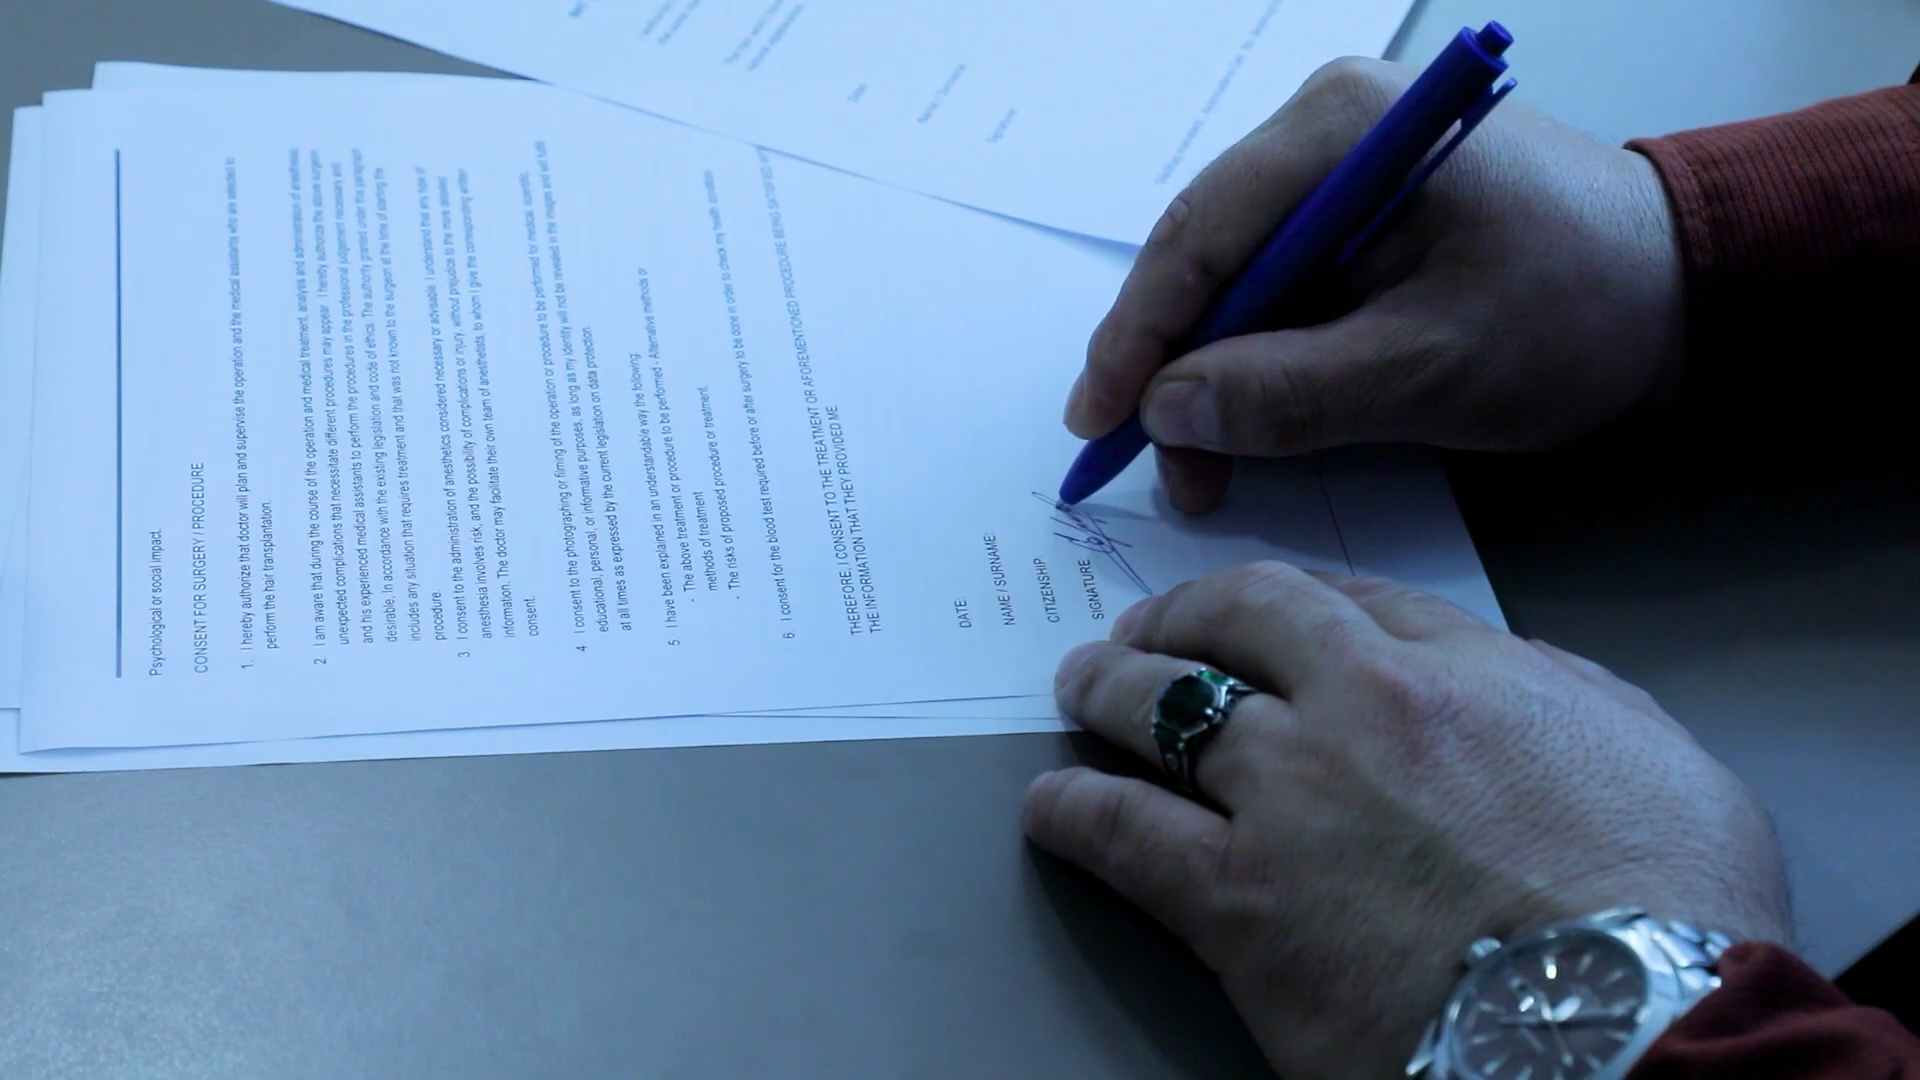 Psychological or social impact.
CONSENT FOR SURGERY / PROCEDURE
1. I hereby authorize that doctor will plan and supervise the operation and the medical assistants who are selected to
perform the hair transplantation.
2. I am aware that during the course of the operation and medical treatment, analysis and administration of anesthesia,
unexpected complications that necessitate different procedures may appear. I hereby authorize the above surgeon
and his experienced medical assistants to perform the procedures in the professional judgement necessary and
desirable. In accordance with the existing legislation and code of ethics. The authority granted under this paragraph
includes any situation that requires treatment and that was not known to the surgeon at the time of starting the
procedure.
3. I consent to the administration of anesthetics considered necessary or advisable. I understand that any type of
anesthesia involves risk, and the possibility of complications or injury, without prejudice to the more detailed
information. The doctor may facilitate their own team of anesthetists, to whom I give the corresponding written
consent.
4 I consent to the photographing or filming of the operation or procedure to be performed for medical, scientific,
educational, personal, or informative purposes, as long as my identity will not be revealed in the images and will fulfill
at all times as expressed by the current legislation on data protection.
5. I have been explained in an understandable way the following:
- The above treatment or procedure to be performed - Alternative methods or
methods of treatment
- The risks of proposed procedure or treatment
6 I consent for the blood test required before or after surgery to be done in order to check my health condition
THEREFORE, I CONSENT TO THE TREATMENT OR AFOREMENTIONED PROCEDURE BEING SATISFIED
THE INFORMATION THAT THEY PROVIDED ME.
DATE:
NAME / SURNAME:
CITIZENSHIP
SIGNATURE:
Date:
Name / Surname
Signature